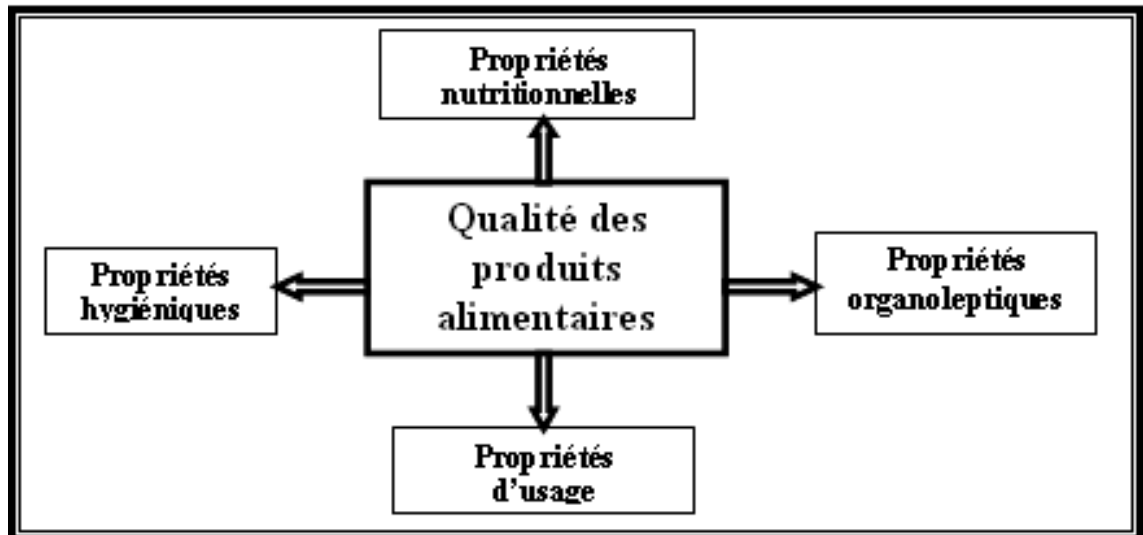 Propriétés
nutritionnelles
Qualité des
produits
alimentaires
Propriétés
hygiéniques
Propriétés
organoleptiques
Propriétés
d’usage